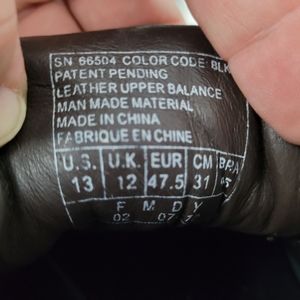 SN 66504 COLOR CODE: BLK
PATENT PENDING
LEATHER UPPER BALANCE
MAN MADE MATERIAL
MADE IN CHINA
FABRIQUE EN CHINE
U.S. U.K. EUR CM BRA
13 12 47.5 31
F M D Y
02 07